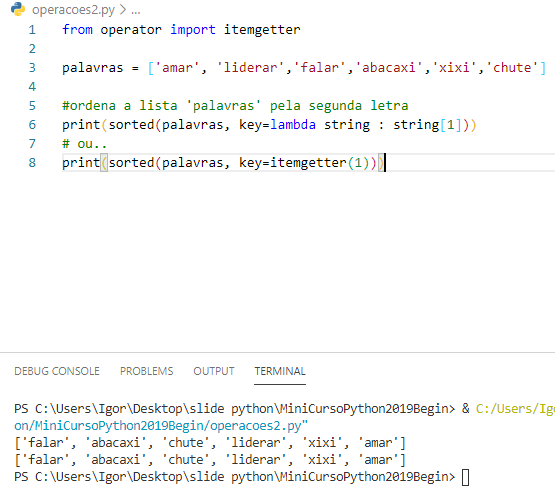 operacoes2.py > ...
1 from operator import itemgetter
2
3 palavras = ['amar', 'liderar','falar','abacaxi','xixi','chute']
4
5 #ordena a lista 'palavras' pela segunda letra
6 print(sorted(palavras, key=lambda string : string[1]))
7 # ou..
8 print(sorted(palavras, key=itemgetter(1)))
DEBUG CONSOLE PROBLEMS OUTPUT TERMINAL
PS C:\Users\Igor\Desktop\slide python\MiniCursoPython2019Begin> & C:/Users/Igo
on/MiniCursoPython2019Begin/operacoes2.py"
['falar', 'abacaxi', 'chute', 'liderar', 'xixi', 'amar']
['falar', 'abacaxi', 'chute', 'liderar', 'xixi', 'amar']
PS C:\Users\Igor\Desktop\slide python\MiniCursoPython2019Begin>